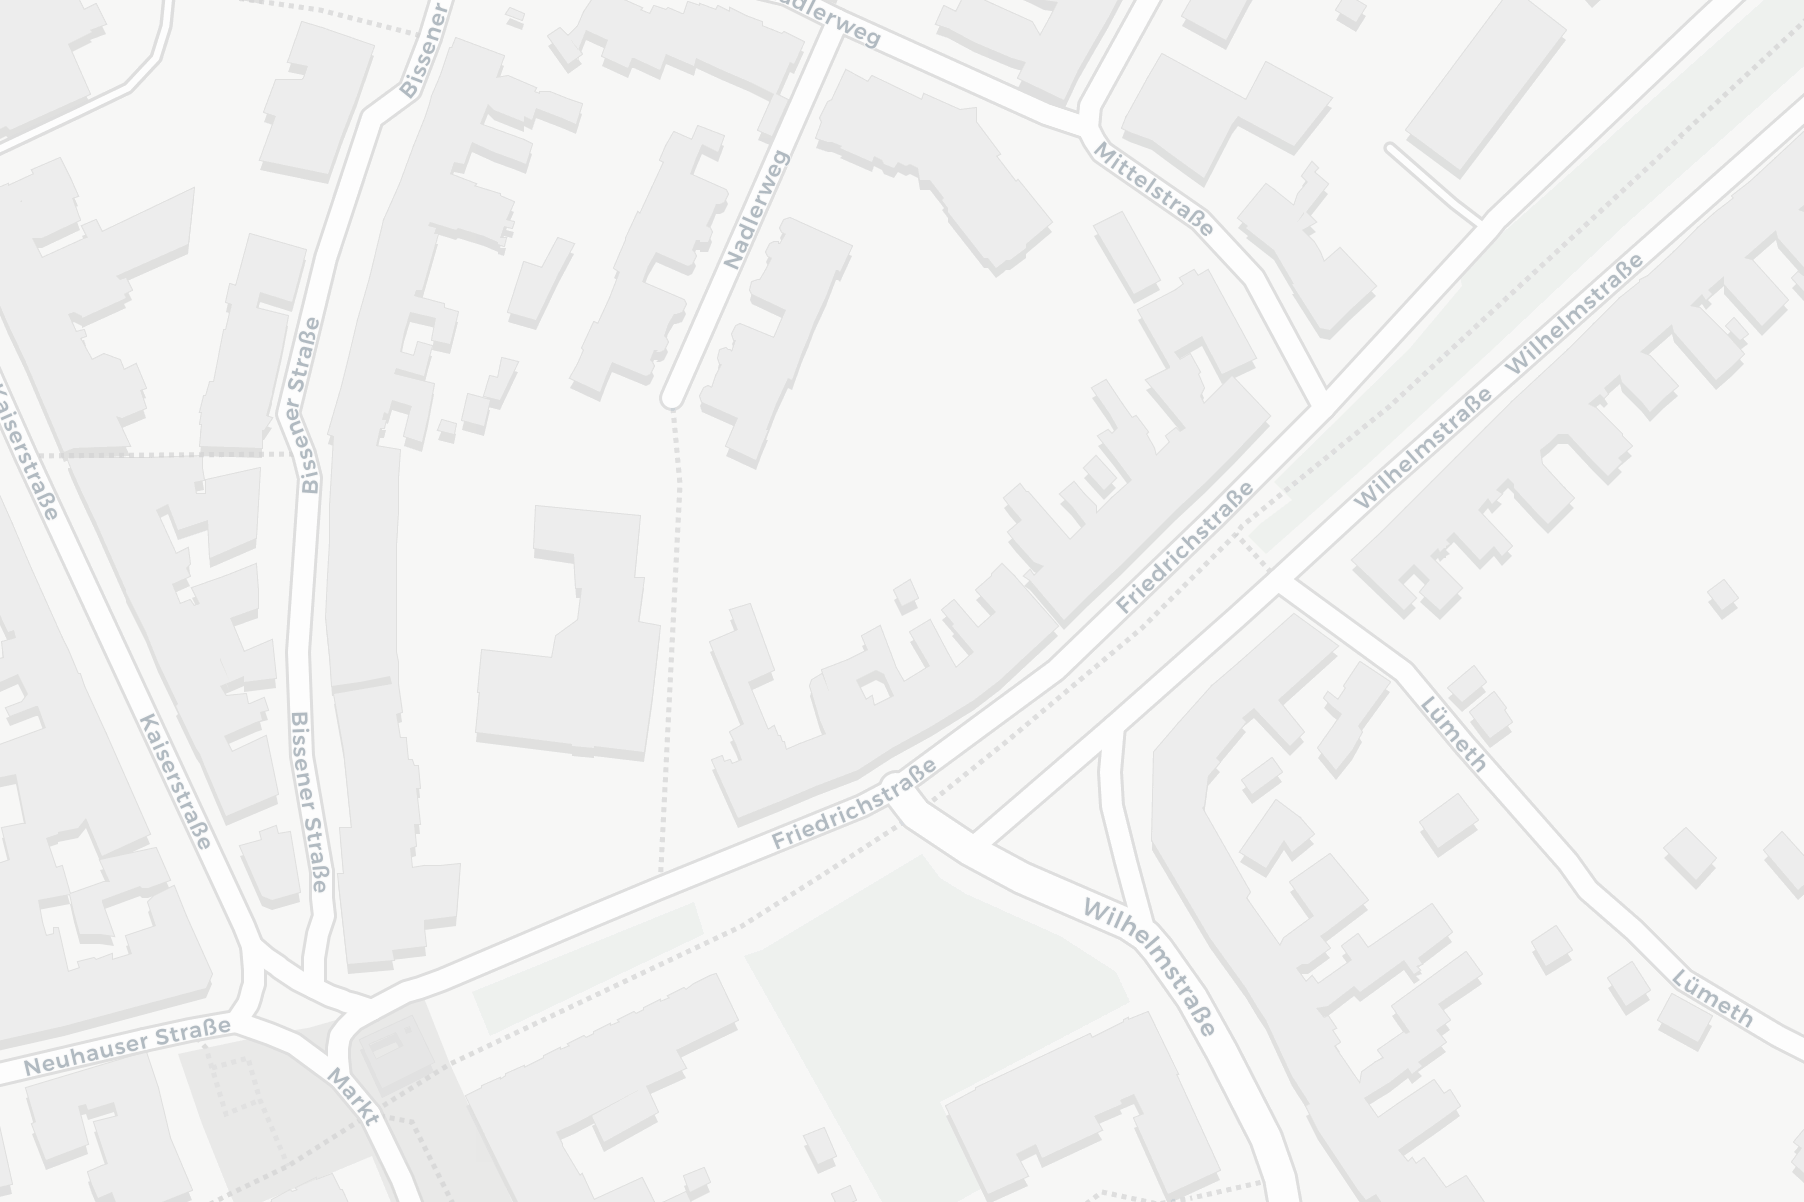 Bissener
adlerweg
Mittelstraße
Nadlerweg
Wilhelmstraße
Bissener Straße
Wilhelmstraße
Kaiserstraße
Friedrichstraße
Lümeth
Kaiserstraße
Bissener Straße
Friedrichstraße
Wilhelmstraße
Lümeth
Neuhauser Straße
Markt